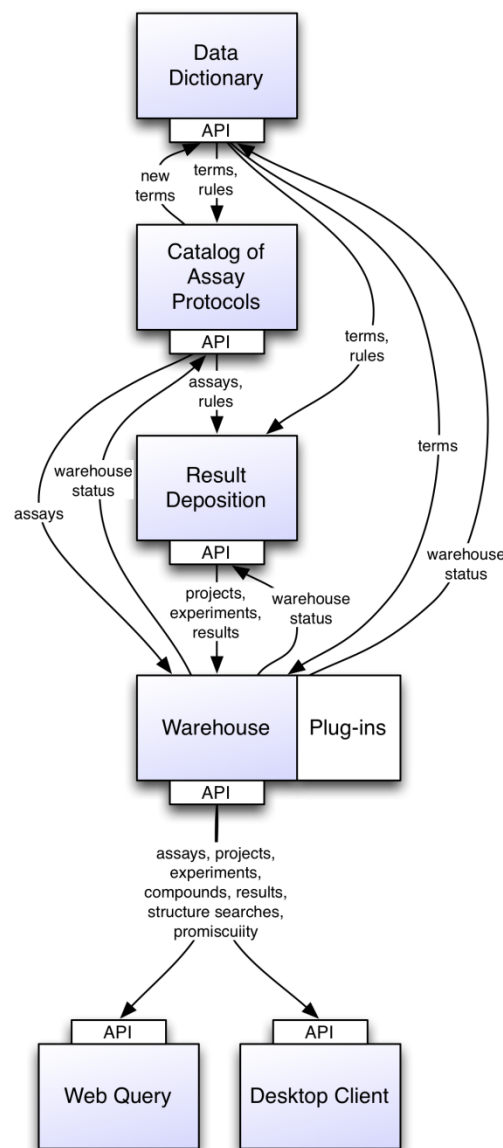 Data
Dictionary
API
new
terms
terms,
rules
Catalog of
Assay
Protocols
API
terms,
rules
assays,
rules
warehouse
status
assays
terms
Result
Deposition
API
warehouse
status
projects,
experiments,
results
warehouse
status
Warehouse
Plug-ins
API
assays, projects,
experiments,
compounds, results,
structure searches,
promiscuiity
API
API
Web Query
Desktop Client